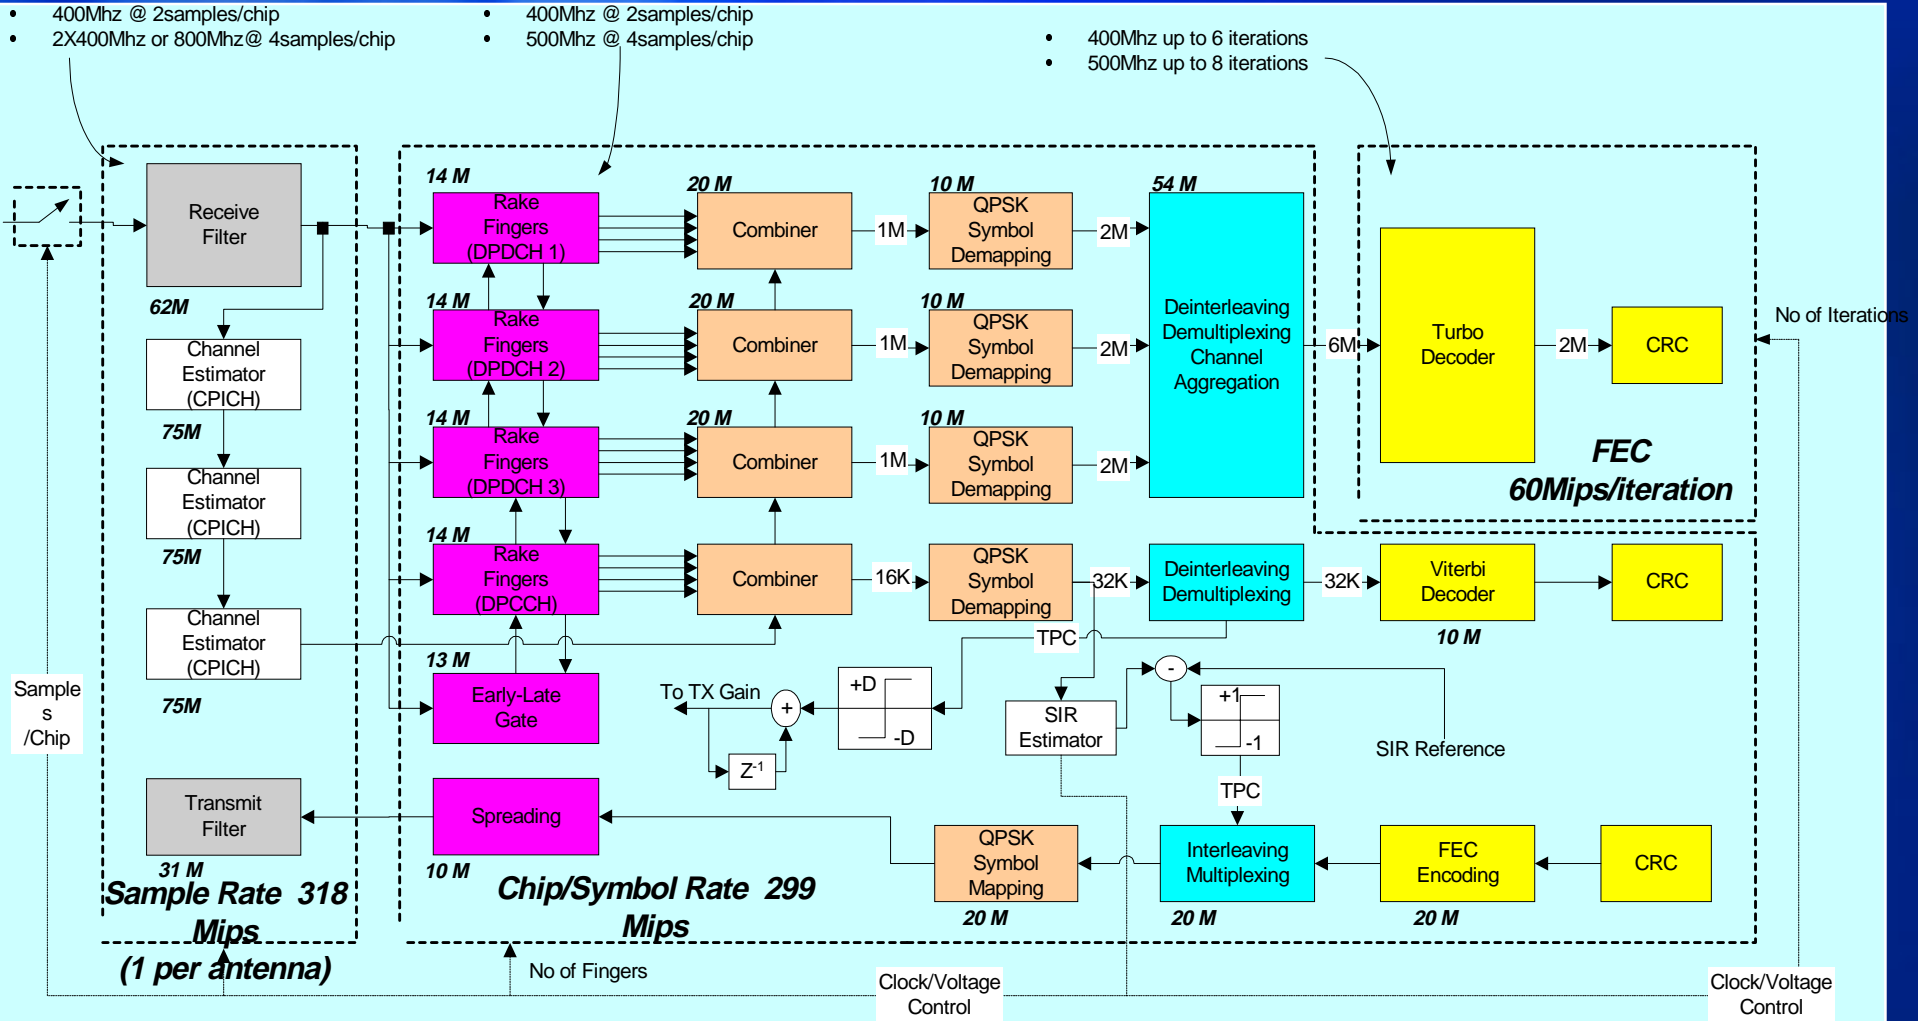 • 400Mhz @ 2samples/chip
• 2X400Mhz or 800Mhz@ 4samples/chip
• 400Mhz @ 2samples/chip
• 500Mhz @ 4samples/chip
• 400Mhz up to 6 iterations
• 500Mhz up to 8 iterations
Receive
Filter
62M
Channel
Estimator
(CPICH)
75M
Channel
Estimator
(CPICH)
75M
Channel
Estimator
(CPICH)
75M
Transmit
Filter
31 M
Sample Rate 318
Mips
(1 per antenna)
Sample
s
/Chip
14 M
Rake
Fingers
(DPDCH 1)
20 M
Combiner
1M
10 M
QPSK
Symbol
Demapping
2M
54 M
Deinterleaving
Demultiplexing
Channel
Aggregation
6M
Turbo
Decoder
2M
CRC
FEC
60Mips/iteration
No of Iterations
14 M
Rake
Fingers
(DPDCH 2)
20 M
Combiner
1M
10 M
QPSK
Symbol
Demapping
2M
14 M
Rake
Fingers
(DPDCH 3)
20 M
Combiner
1M
10 M
QPSK
Symbol
Demapping
2M
14 M
Rake
Fingers
(DPCCH)
Combiner
16K
QPSK
Symbol
Demapping
32K
Deinterleaving
Demultiplexing
32K
Viterbi
Decoder
10 M
CRC
TPC
13 M
Early-Late
Gate
To TX Gain
+
Z-1
+D
-D
SIR
Estimator
-
+1
-1
SIR Reference
TPC
Spreading
10 M
QPSK
Symbol
Mapping
20 M
Interleaving
Multiplexing
20 M
FEC
Encoding
20 M
CRC
Chip/Symbol Rate 299
Mips
No of Fingers
Clock/Voltage
Control
Clock/Voltage
Control